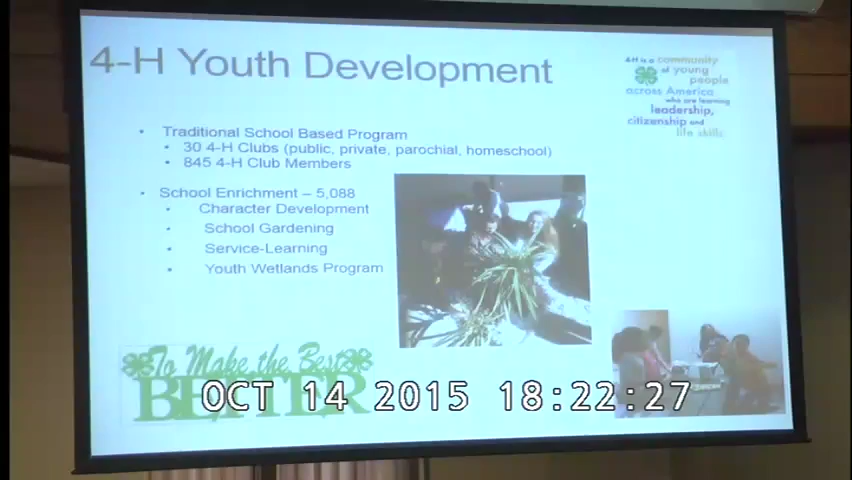 4-H Youth Development
4-H is a community
of young
people
across America
who are learning
leadership,
citizenship and
life skills.
• Traditional School Based Program
• 30 4-H Clubs (public, private, parochial, homeschool)
• 845 4-H Club Members
• School Enrichment – 5,088
• Character Development
• School Gardening
• Service-Learning
• Youth Wetlands Program
To Make the Best
BETTER
OCT 14 2015 18:22:27